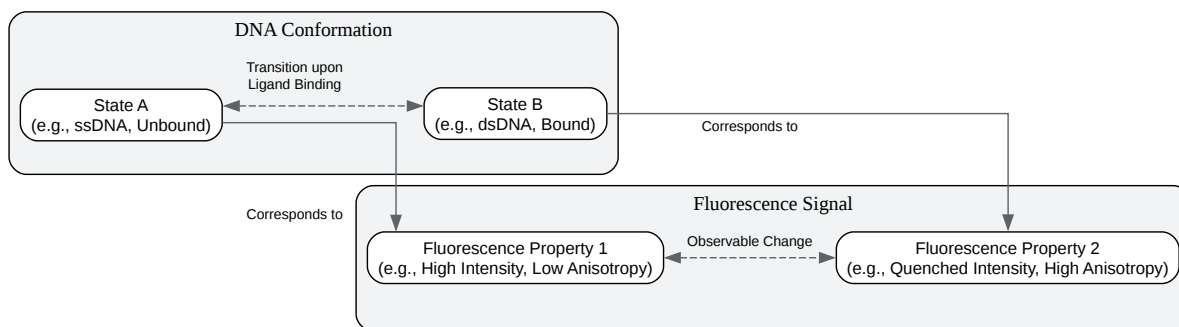 DNA Conformation
Transition upon
Ligand Binding
State A
(e.g., ssDNA, Unbound)
State B
(e.g., dsDNA, Bound)
Corresponds to
Corresponds to
Fluorescence Signal
Fluorescence Property 1
(e.g., High Intensity, Low Anisotropy)
Observable Change
Fluorescence Property 2
(e.g., Quenched Intensity, High Anisotropy)